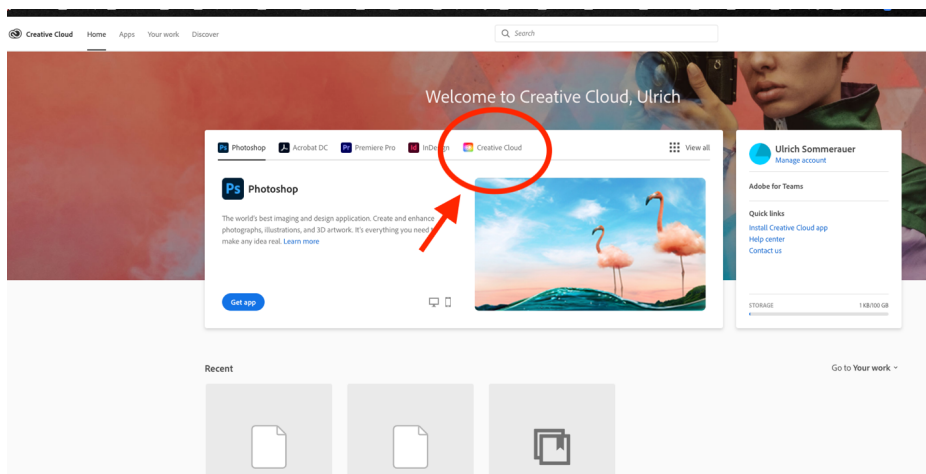 Creative Cloud Home Apps Your work Discover Search
Welcome to Creative Cloud, Ulrich
Ps Photoshop Acrobat DC Pr Premiere Pro Id InDesign Creative Cloud View all
Ps Photoshop
The world's best imaging and design application. Create and enhance
photographs, illustrations, and 3D artwork. It's everything you need
make any idea real. Learn more
Get app
Ulrich Sommerauer
Manage account
Adobe for Teams
Quick links
Install Creative Cloud app
Help center
Contact us
STORAGE 1 KB/100 GB
Recent
Go to Your work